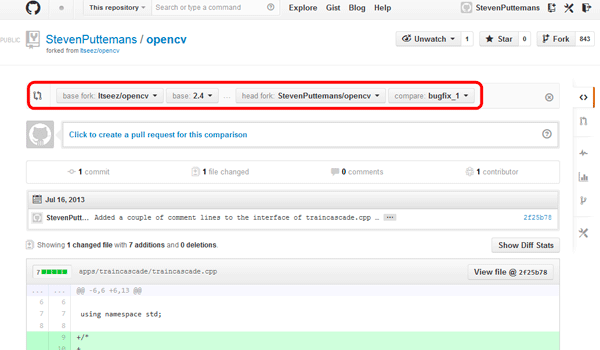 This repository Search or type a command Explore Gist Blog Help StevenPuttemans
PUBLIC StevenPuttemans / opencv Unwatch 1 Star 0 Fork 843
forked from Itseez/opencv
base fork: Itseez/opencv base: 2.4 ... head fork: StevenPuttemans/opencv compare: bugfix_1
Click to create a pull request for this comparison
1 commit 1 file changed 0 comments 1 contributor
Jul 16, 2013
StevenPutt... Added a couple of comment lines to the interface of traincascade.cpp … 2f25b78
Showing 1 changed file with 7 additions and 0 deletions. Show Diff Stats
7 apps/traincascade/traincascade.cpp View file @ 2f25b78
... ... @@ -6,6 +6,13 @@
6 6
7 7 using namespace std;
8 8
9 +/*
10 +